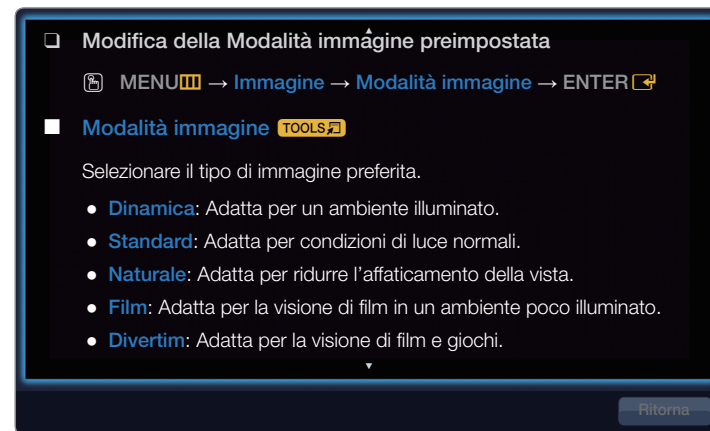 Modifica della Modalità immagine preimpostata
MENU → Immagine → Modalità immagine → ENTER
Modalità immagine TOOLS
Selezionare il tipo di immagine preferita.
● Dinamica: Adatta per un ambiente illuminato.
● Standard: Adatta per condizioni di luce normali.
● Naturale: Adatta per ridurre l'affaticamento della vista.
● Film: Adatta per la visione di film in un ambiente poco illuminato.
● Divertim: Adatta per la visione di film e giochi.
Ritorna